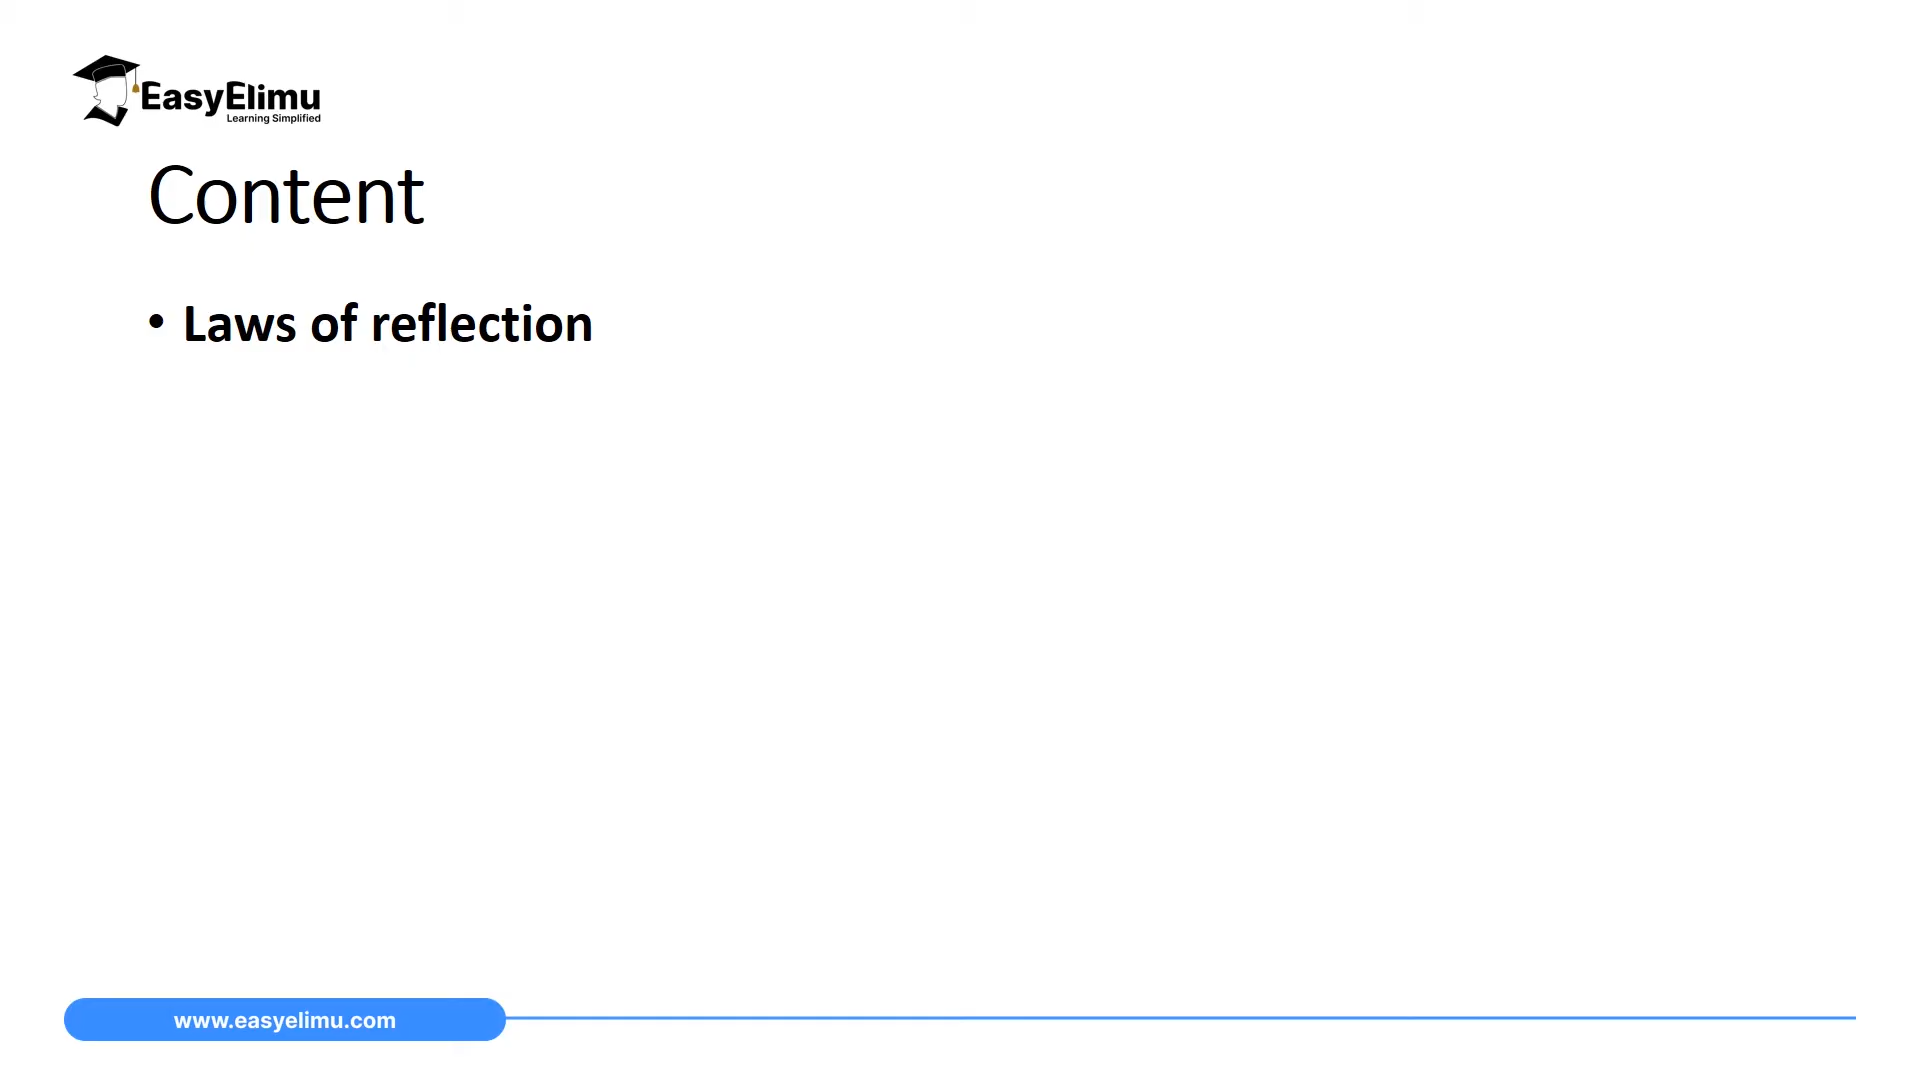 EasyElimu
Learning Simplified
Content
• Laws of reflection
www.easyelimu.com